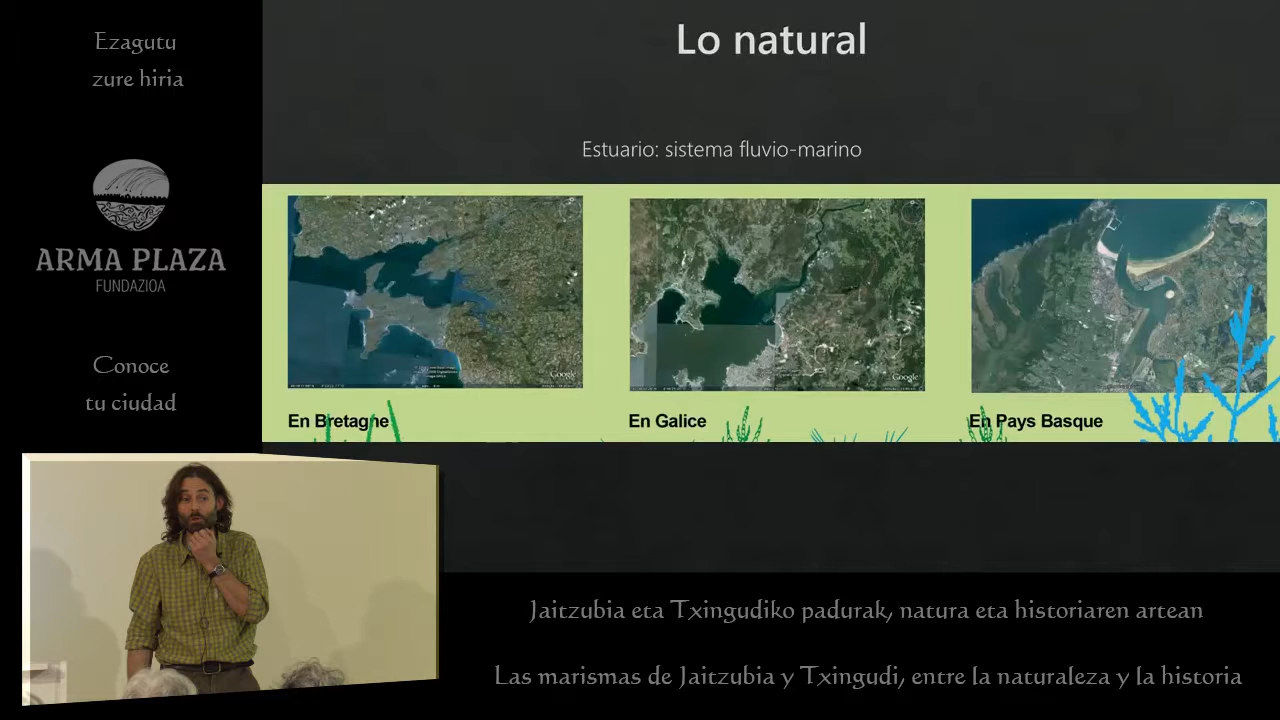 Ezagutu
zure hiria
ARMA PLAZA
FUNDAZIOA
Conoce
tu ciudad
Lo natural
Estuario: sistema fluvio-marino
Google
Google
En Bretagne
En Galice
En Pays Basque
Jaitzubia eta Txingudiko padurak, natura eta historiaren artean
Las marismas de Jaitzubia y Txingudi, entre la naturaleza y la historia